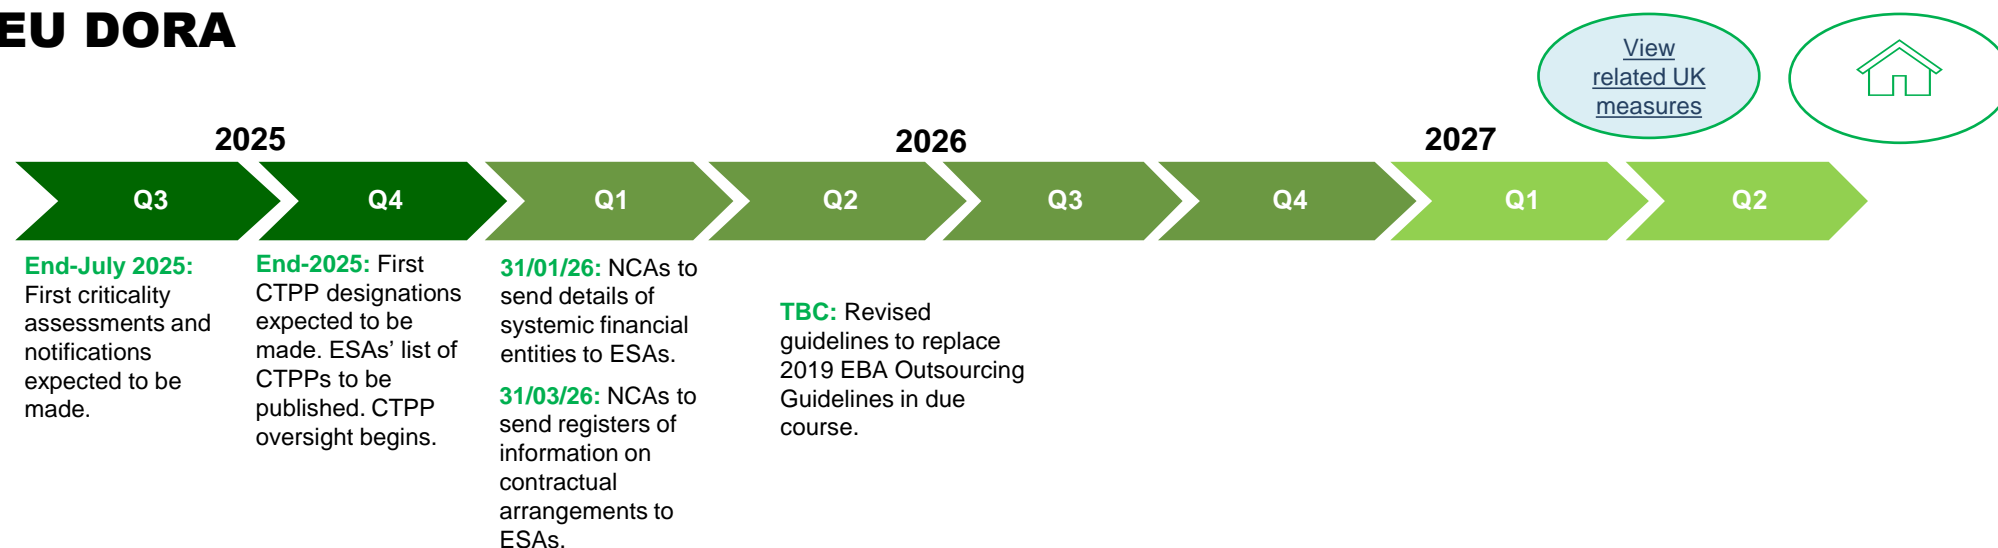 EU DORA
View
related UK
measures
2025
2026
2027
Q3
Q4
Q1
Q2
Q3
Q4
Q1
Q2
End-July 2025:
First criticality
assessments and
notifications
expected to be
made.
End-2025: First
CTPP designations
expected to be
made. ESAs’ list of
CTPPs to be
published. CTPP
oversight begins.
31/01/26: NCAs to
send details of
systemic financial
entities to ESAs.
31/03/26: NCAs to
send registers of
information on
contractual
arrangements to
ESAs.
TBC: Revised
guidelines to replace
2019 EBA Outsourcing
Guidelines in due
course.